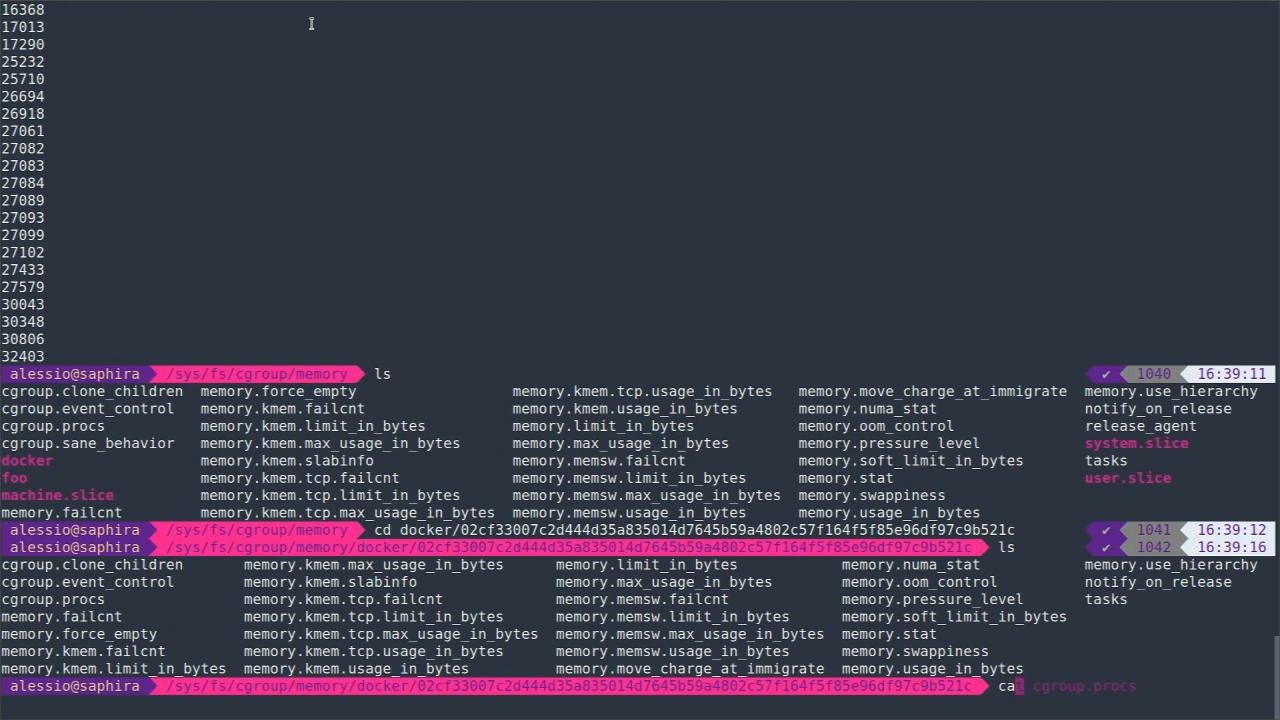 16368
17013
17290
25232
25710
26694
26918
27061
27082
27083
27084
27089
27093
27099
27102
27433
27579
30043
30348
30806
32403
alessio@saphira /sys/fs/cgroup/memory ls ✔ 1040 16:39:11
cgroup.clone_children memory.force_empty memory.kmem.tcp.usage_in_bytes memory.move_charge_at_immigrate memory.use_hierarchy
cgroup.event_control memory.kmem.failcnt memory.kmem.usage_in_bytes memory.numa_stat notify_on_release
cgroup.procs memory.kmem.limit_in_bytes memory.limit_in_bytes memory.oom_control release_agent
cgroup.sane_behavior memory.kmem.max_usage_in_bytes memory.max_usage_in_bytes memory.pressure_level system.slice
docker memory.kmem.slabinfo memory.memsw.failcnt memory.soft_limit_in_bytes tasks
foo memory.kmem.tcp.failcnt memory.memsw.limit_in_bytes memory.stat user.slice
machine.slice memory.kmem.tcp.limit_in_bytes memory.memsw.max_usage_in_bytes memory.swappiness
memory.failcnt memory.kmem.tcp.max_usage_in_bytes memory.memsw.usage_in_bytes memory.usage_in_bytes
alessio@saphira /sys/fs/cgroup/memory cd docker/02cf33007c2d444d35a835014d7645b59a4802c57f164f5f85e96df97c9b521c ✔ 1041 16:39:12
alessio@saphira /sys/fs/cgroup/memory/docker/02cf33007c2d444d35a835014d7645b59a4802c57f164f5f85e96df97c9b521c ls ✔ 1042 16:39:16
cgroup.clone_children memory.kmem.max_usage_in_bytes memory.limit_in_bytes memory.numa_stat memory.use_hierarchy
cgroup.event_control memory.kmem.slabinfo memory.max_usage_in_bytes memory.oom_control notify_on_release
cgroup.procs memory.kmem.tcp.failcnt memory.memsw.failcnt memory.pressure_level tasks
memory.failcnt memory.kmem.tcp.limit_in_bytes memory.memsw.limit_in_bytes memory.soft_limit_in_bytes
memory.force_empty memory.kmem.tcp.max_usage_in_bytes memory.memsw.max_usage_in_bytes memory.stat
memory.kmem.failcnt memory.kmem.tcp.usage_in_bytes memory.memsw.usage_in_bytes memory.swappiness
memory.kmem.limit_in_bytes memory.kmem.usage_in_bytes memory.move_charge_at_immigrate memory.usage_in_bytes
alessio@saphira /sys/fs/cgroup/memory/docker/02cf33007c2d444d35a835014d7645b59a4802c57f164f5f85e96df97c9b521c cat cgroup.procs